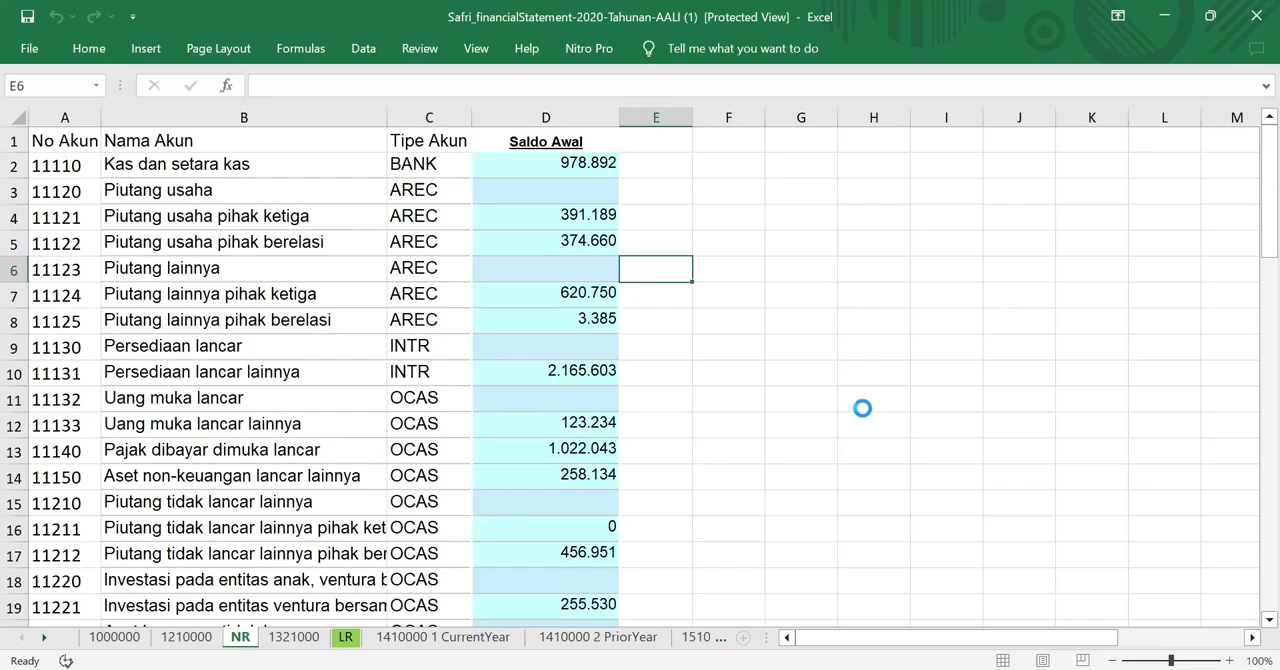 Safri_financialStatement-2020-Tahunan-AALI (1) [Protected View] - Excel
File Home Insert Page Layout Formulas Data Review View Help Nitro Pro Tell me what you want to do
E6 fx
A B C D E F G H I J K L M
1 No Akun Nama Akun Tipe Akun Saldo Awal
2 11110 Kas dan setara kas BANK 978.892
3 11120 Piutang usaha AREC
4 11121 Piutang usaha pihak ketiga AREC 391.189
5 11122 Piutang usaha pihak berelasi AREC 374.660
6 11123 Piutang lainnya AREC
7 11124 Piutang lainnya pihak ketiga AREC 620.750
8 11125 Piutang lainnya pihak berelasi AREC 3.385
9 11130 Persediaan lancar INTR
10 11131 Persediaan lancar lainnya INTR 2.165.603
11 11132 Uang muka lancar OCAS
12 11133 Uang muka lancar lainnya OCAS 123.234
13 11140 Pajak dibayar dimuka lancar OCAS 1.022.043
14 11150 Aset non-keuangan lancar lainnya OCAS 258.134
15 11210 Piutang tidak lancar lainnya OCAS
16 11211 Piutang tidak lancar lainnya pihak ket OCAS 0
17 11212 Piutang tidak lancar lainnya pihak ber OCAS 456.951
18 11220 Investasi pada entitas anak, ventura b OCAS
19 11221 Investasi pada entitas ventura bersam OCAS 255.530
1000000 1210000 NR 1321000 LR 1410000 1 CurrentYear 1410000 2 PriorYear 1510 ...
Ready 100%